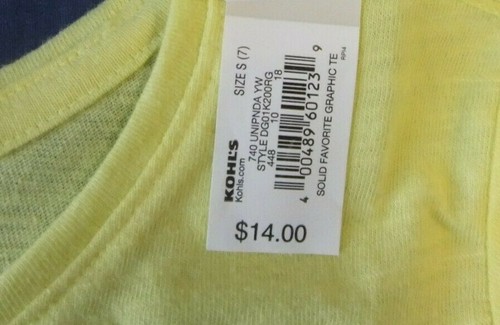 SIZE S (7)
KOHL'S
Kohls.com
740 UNIPNDA YW
STYLE DG01K200RG
448 10 18
4 00489 60123 9
SOLID FAVORITE GRAPHIC TE
RPH
$14.00